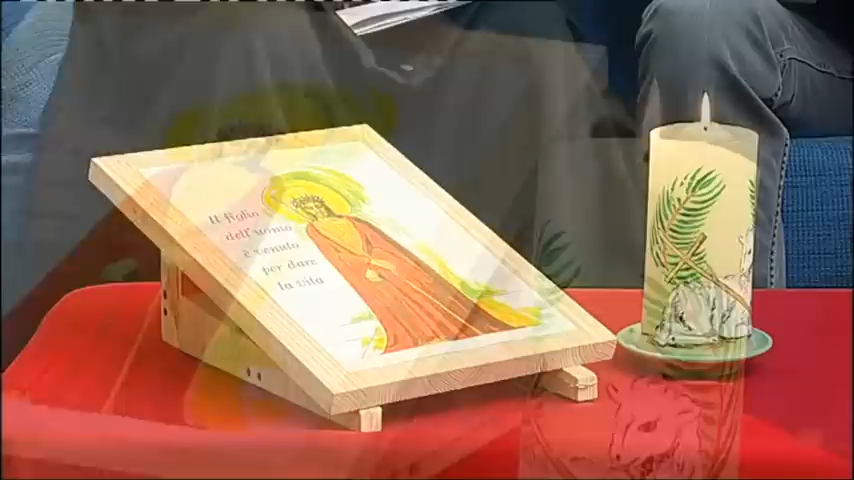 Il figlio
dell'uomo
è venuto
per dare
la vita